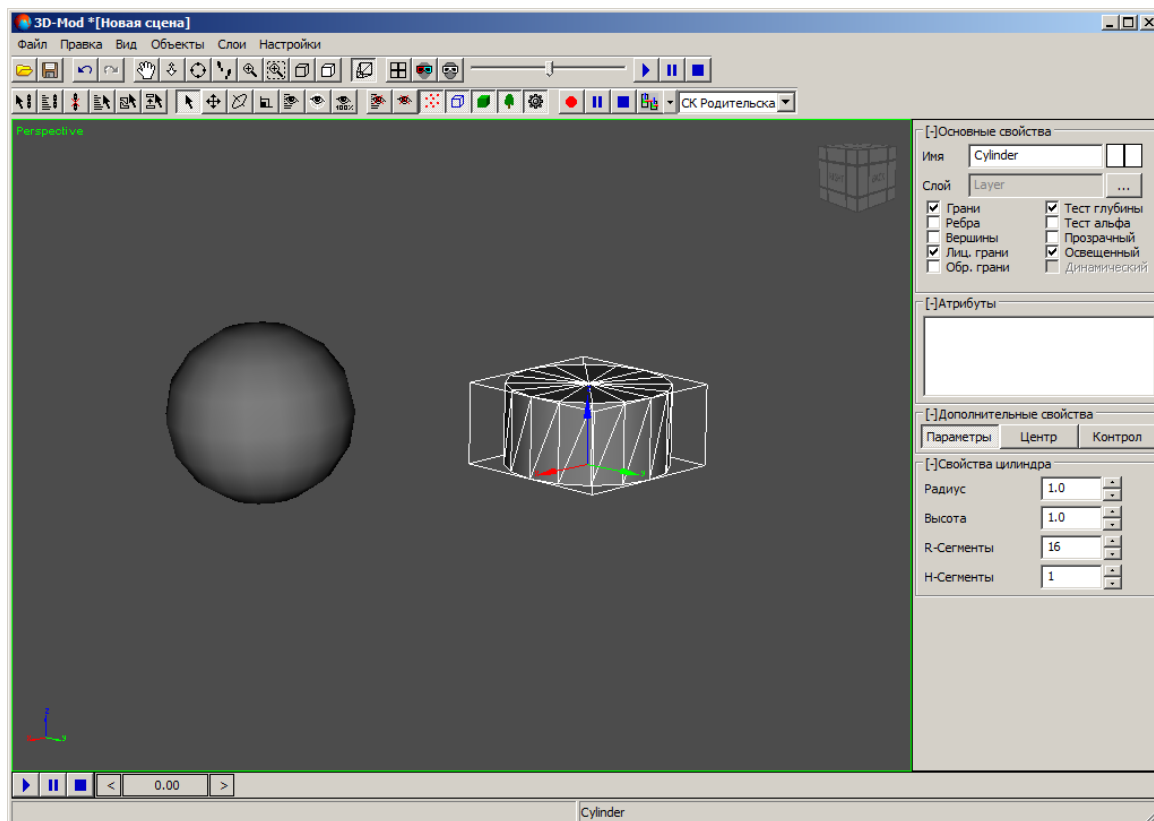 3D-Mod *[Новая сцена]
Файл Правка Вид Объекты Слои Настройки
100%
СК Родительска
Perspective
[-]Основные свойства
Имя Cylinder
Слой Layer ...
Грани Тест глубины
Ребра Тест альфа
Вершины Прозрачный
Лиц. грани Освещенный
Обр. грани Динамический
[-]Атрибуты
[-]Дополнительные свойства
Параметры Центр Контрол
[-]Свойства цилиндра
Радиус 1.0
Высота 1.0
R-Сегменты 16
H-Сегменты 1
z
< 0.00 >
Cylinder